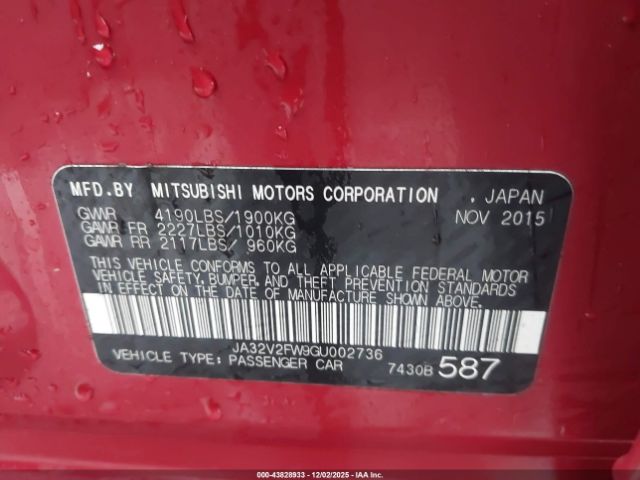 MFD.BY MITSUBISHI MOTORS CORPORATION , JAPAN
GVWR 4190LBS/1900KG NOV 2015
GAWR FR 2227LBS/1010KG
GAWR RR 2117LBS/ 960KG
THIS VEHICLE CONFORMS TO ALL APPLICABLE FEDERAL MOTOR
VEHICLE SAFETY, BUMPER, AND THEFT PREVENTION STANDARDS
IN EFFECT ON THE DATE OF MANUFACTURE SHOWN ABOVE.
JA32V2FW9GU002736
VEHICLE TYPE: PASSENGER CAR 7430B 587
000-43828933 - 12/02/2025 - IAA Inc.